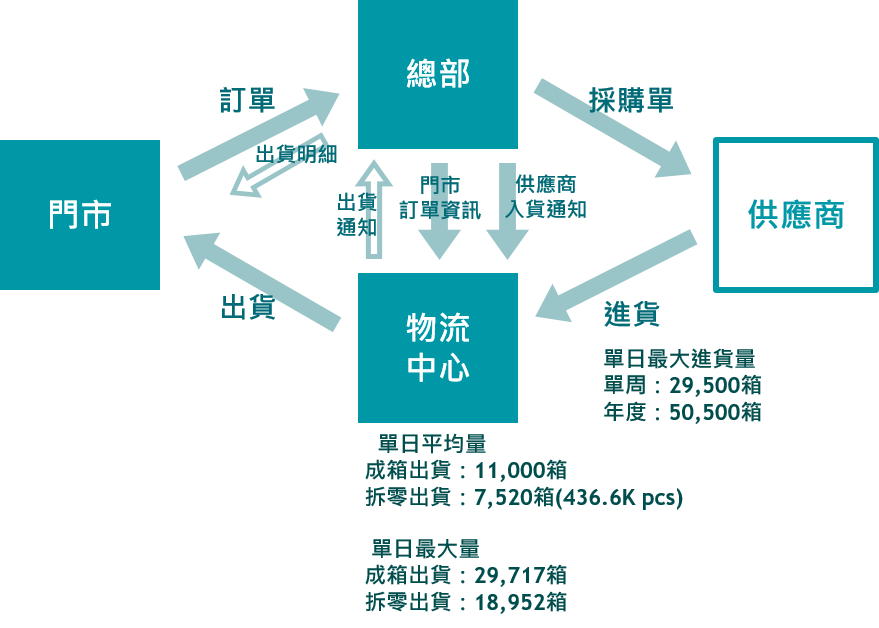 總部
訂單
採購單
出貨明細
門市
出貨
通知
門市
訂單資訊
供應商
入貨通知
供應商
出貨
物流
中心
進貨
單日最大進貨量
單周：29,500箱
年度：50,500箱
單日平均量
成箱出貨：11,000箱
拆零出貨：7,520箱(436.6K pcs)
單日最大量
成箱出貨：29,717箱
拆零出貨：18,952箱